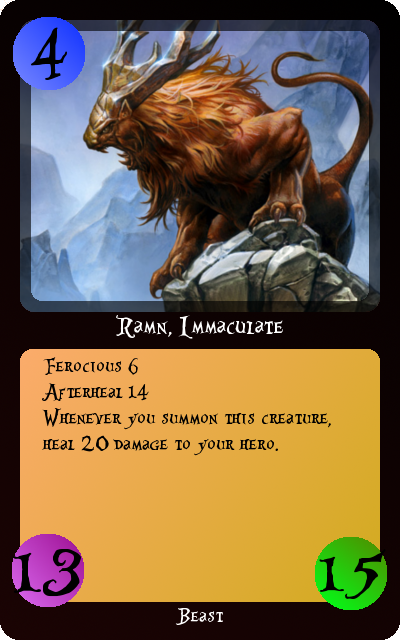 4
Ramn, Immaculate
Ferocious 6
Afterheal 14
Whenever you summon this creature,
heal 20 damage to your hero.
13
15
Beast